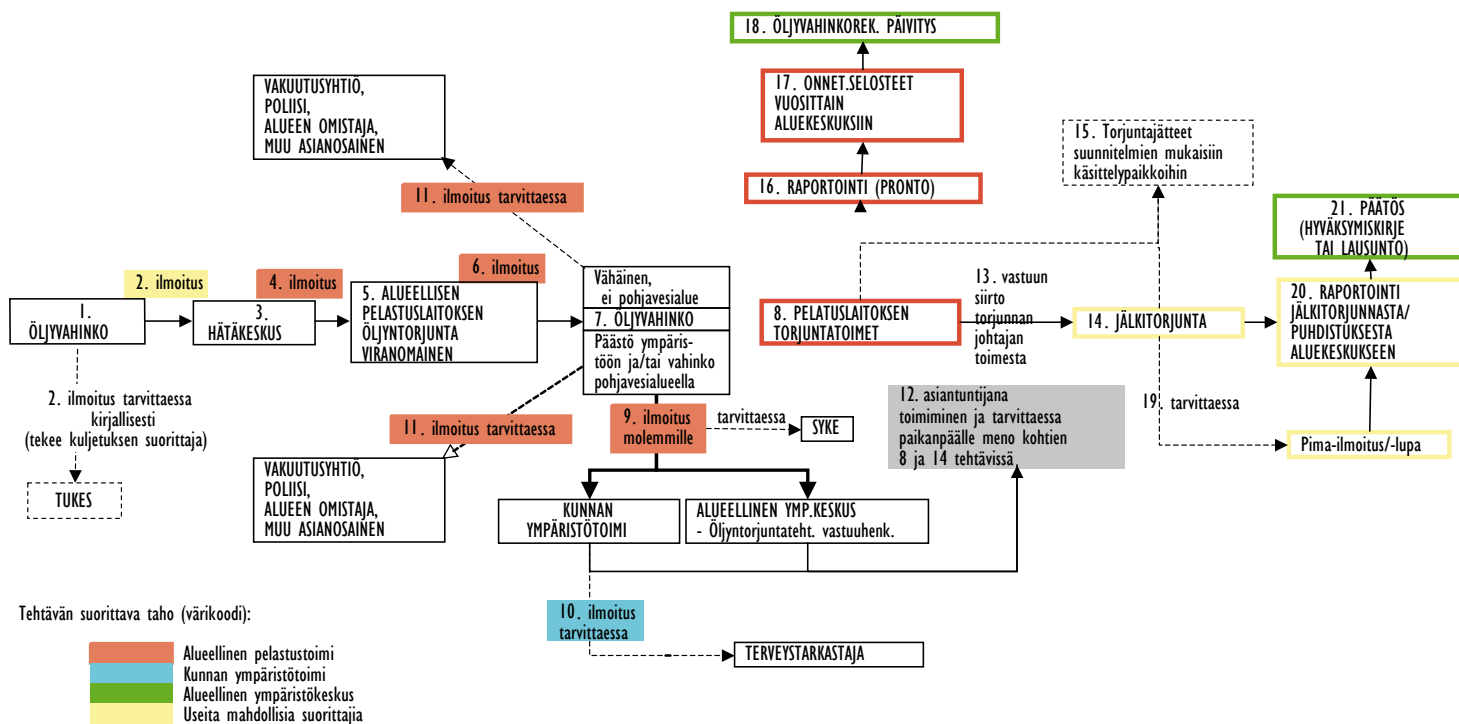 18. ÖLJYVAHINKOREK. PÄIVITYS
17. ONNET.SELOSTEET
VUOSITTAIN
ALUEKESKUKSIIN
16. RAPORTOINTI (PRONTO)
VAKUUTUSYHTIÖ,
POLIISI,
ALUEEN OMISTAJA,
MUU ASIANOSAINEN
11. ilmoitus tarvittaessa
15. Torjuntajätteet
suunnitelmien mukaisiin
käsittelypaikkoihin
21. PÄÄTÖS
(HYVÄKSYMISKIRJE
TAI LAUSUNTO)
2. ilmoitus
4. ilmoitus
6. ilmoitus
1.
ÖLJYVAHINKO
3.
HÄTÄKESKUS
5. ALUEELLISEN
PELASTUSLAITOKSEN
ÖLJYNTORJUNTA
VIRANOMAINEN
Vähäinen,
ei pohjavesialue
7. ÖLJYVAHINKO
Päästö ympäris-
töön ja/tai vahinko
pohjavesialueella
8. PELATUSLAITOKSEN
TORJUNTATOIMET
13. vastuun
siirto
torjunnan
johtajan
toimesta
14. JÄLKITORJUNTA
20. RAPORTOINTI
JÄLKITORJUNNASTA/
PUHDISTUKSESTA
ALUEKESKUKSEEN
2. ilmoitus tarvittaessa
kirjallisesti
(tekee kuljetuksen suorittaja)
TUKES
11. ilmoitus tarvittaessa
VAKUUTUSYHTIÖ,
POLIISI,
ALUEEN OMISTAJA,
MUU ASIANOSAINEN
9. ilmoitus
molemmille
tarvittaessa
SYKE
12. asiantuntijana
toimiminen ja tarvittaessa
paikanpäälle meno kohtien
8 ja 14 tehtävissä
19. tarvittaessa
Pima-ilmoitus/-lupa
KUNNAN
YMPÄRISTÖTOIMI
ALUEELLINEN YMP.KESKUS
- Öljyntorjuntateht. vastuuhenk.
10. ilmoitus
tarvittaessa
TERVEYSTARKASTAJA
Tehtävän suorittava taho (värikoodi):
Alueellinen pelastustoimi
Kunnan ympäristötoimi
Alueellinen ympäristökeskus
Useita mahdollisia suorittajia